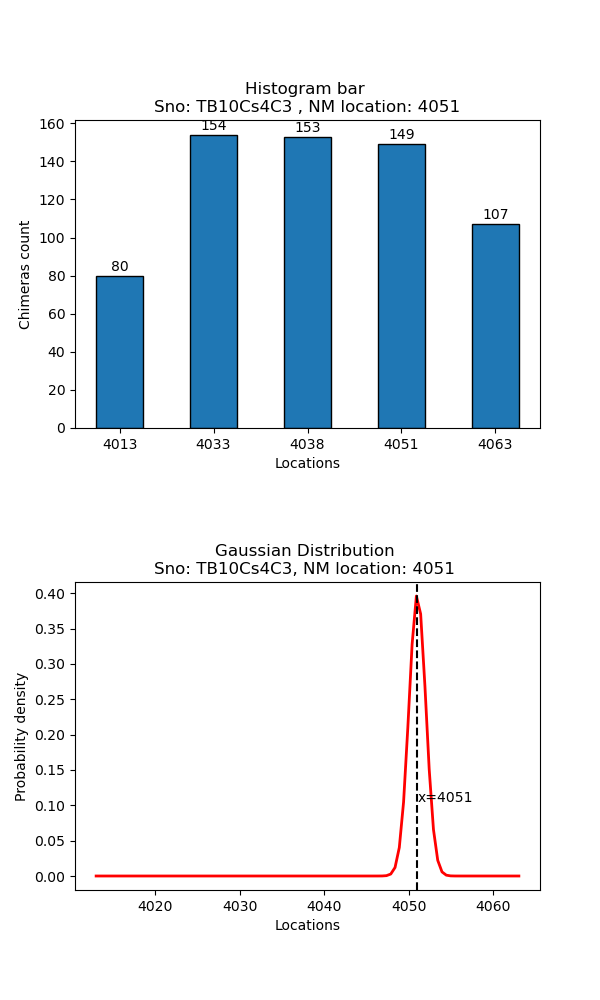 Histogram bar
Sno: TB10Cs4C3 , NM location: 4051
160
140
120
100
80
60
40
20
0
Chimeras count
80
154
153
149
107
4013 4033 4038 4051 4063
Locations
Gaussian Distribution
Sno: TB10Cs4C3, NM location: 4051
0.40
0.35
0.30
0.25
0.20
0.15
0.10
0.05
0.00
Probability density
x=4051
4020 4030 4040 4050 4060
Locations